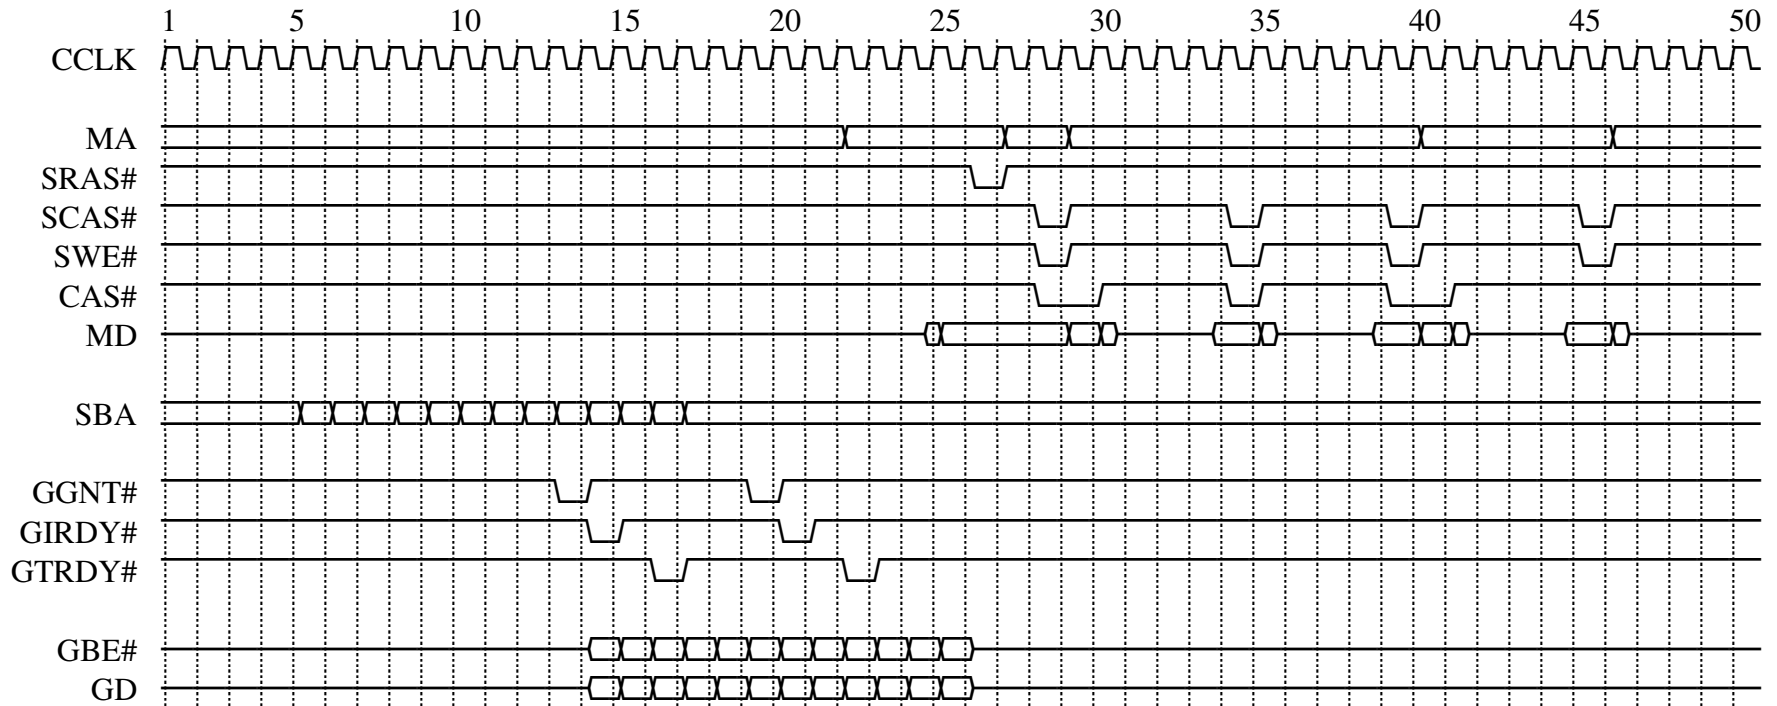 1 5 10 15 20 25 30 35 40 45 50
CCLK
MA
SRAS#
SCAS#
SWE#
CAS#
MD
SBA
GGNT#
GIRDY#
GTRDY#
GBE#
GD